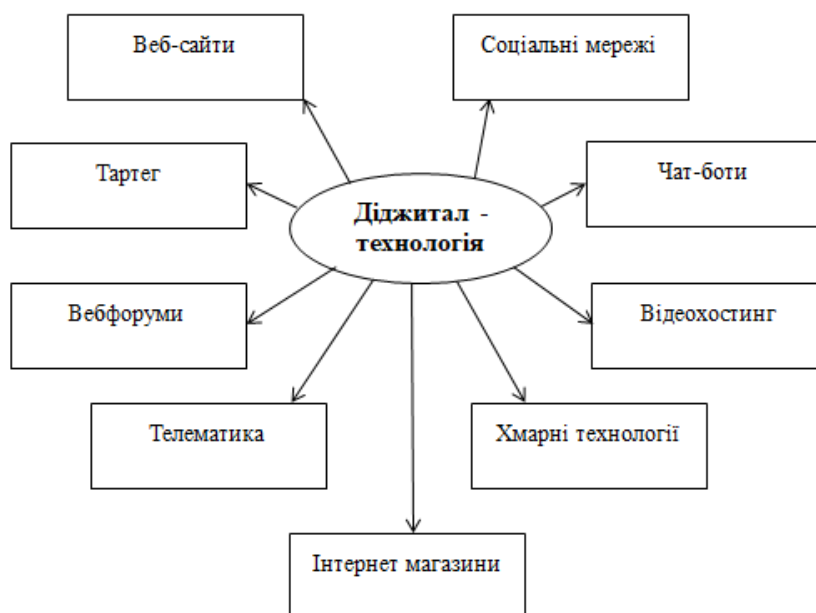 Веб-сайти
Соціальні мережі
Тартег
Чат-боти
Діджитал -
технологія
Вебфоруми
Відеохостинг
Телематика
Хмарні технології
Інтернет магазини